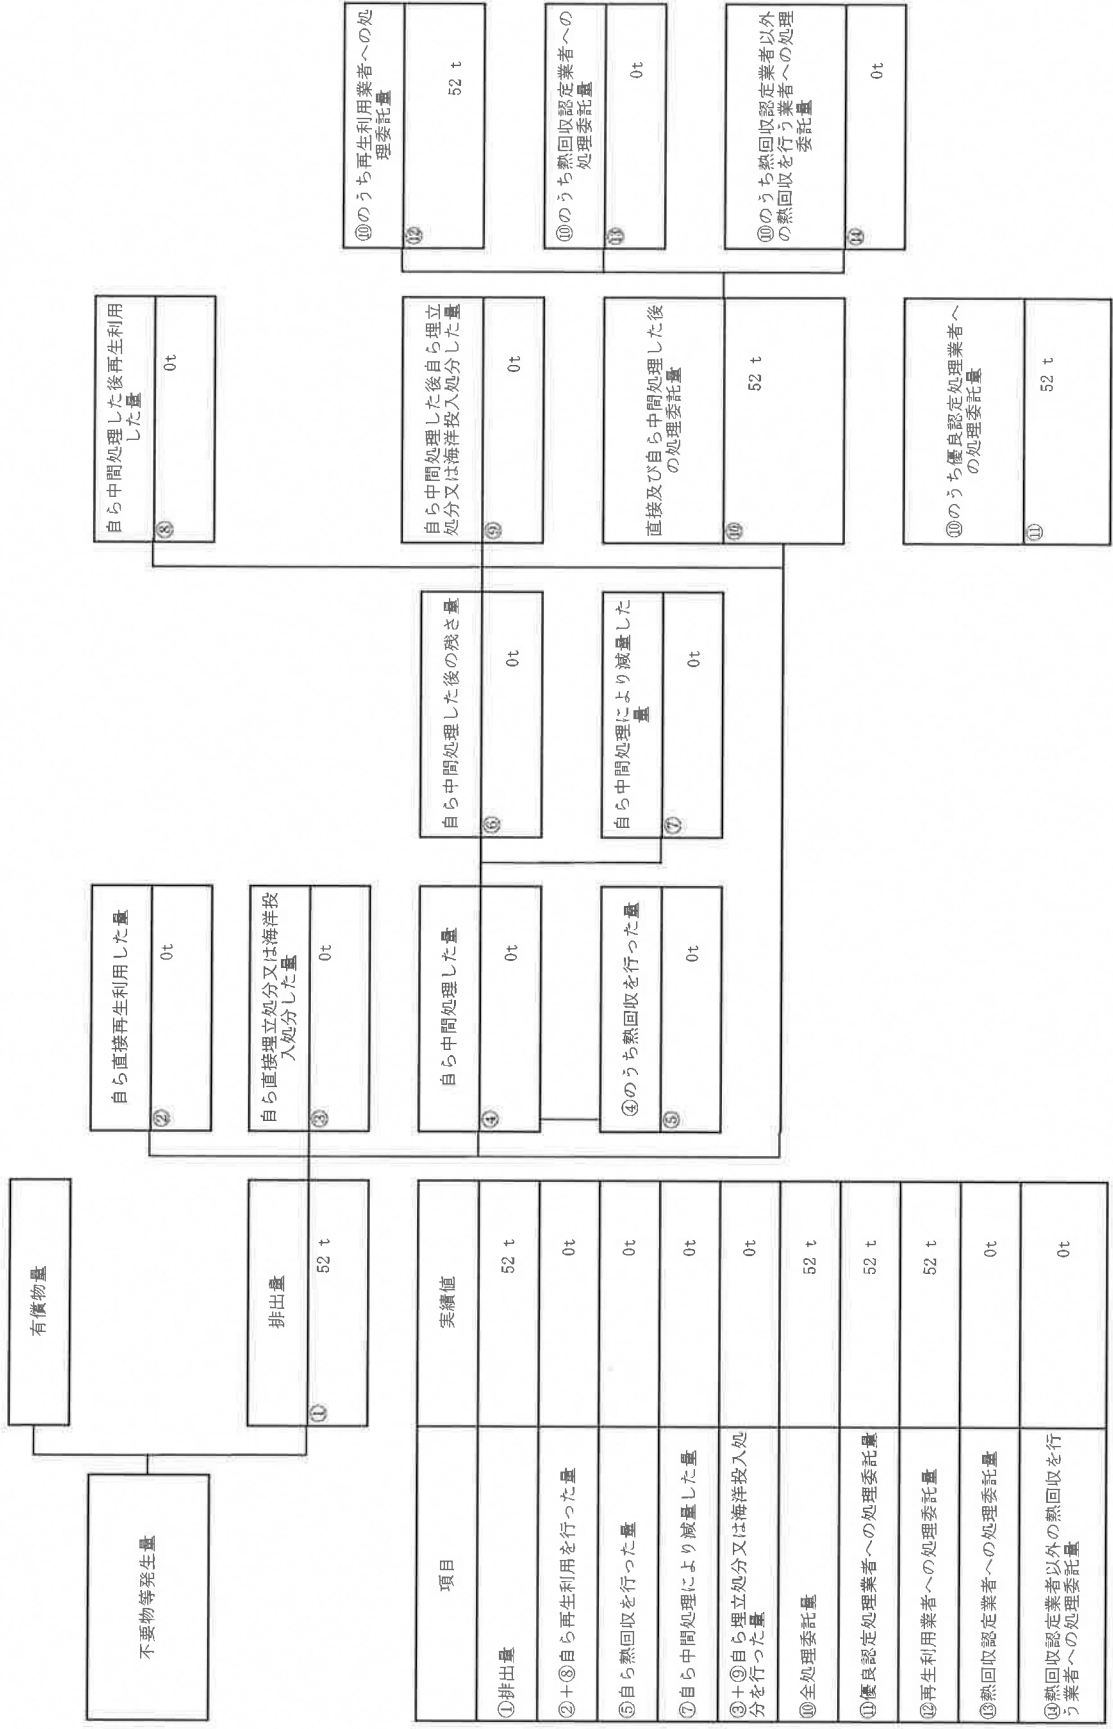 不要物等発生量
有償物量
排出量
①
52 t
自ら直接再生利用した量
②
0t
自ら直接埋立処分又は海洋投
入処分した量
③
0t
自ら中間処理した量
④
0t
④のうち熱回収を行った量
⑤
0t
自ら中間処理した後の残さ量
⑥
0t
自ら中間処理により減量した
量
⑦
0t
自ら中間処理した後再生利用
した量
⑧
0t
自ら中間処理した後自ら埋立
処分又は海洋投入処分した量
⑨
0t
直接及び自ら中間処理した後
の処理委託量
⑩
52 t
⑩のうち優良認定処理業者へ
の処理委託量
⑪
52 t
⑩のうち再生利用業者への処
理委託量
⑫
52 t
⑩のうち熱回収認定業者への
処理委託量
⑬
0t
⑩のうち熱回収認定業者以外
の熱回収を行う業者への処理
委託量
⑭
0t
項目 実績値
①排出量 52 t
②＋⑧自ら再生利用を行った量 0t
⑤自ら熱回収を行った量 0t
⑦自ら中間処理により減量した量 0t
③＋⑨自ら埋立処分又は海洋投入処
分を行った量 0t
⑩全処理委託量 52 t
⑪優良認定処理業者への処理委託量 52 t
⑫再生利用業者への処理委託量 52 t
⑬熱回収認定業者への処理委託量 0t
⑭熱回収認定業者以外の熱回収を行
う業者への処理委託量 0t